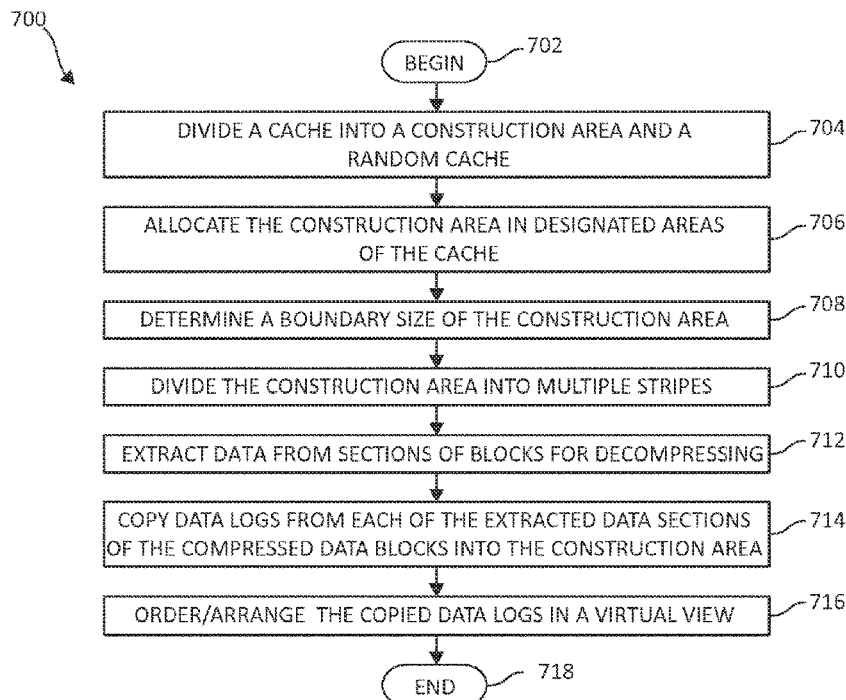 700
BEGIN
702
DIVIDE A CACHE INTO A CONSTRUCTION AREA AND A
RANDOM CACHE
704
ALLOCATE THE CONSTRUCTION AREA IN DESIGNATED AREAS
OF THE CACHE
706
DETERMINE A BOUNDARY SIZE OF THE CONSTRUCTION AREA
708
DIVIDE THE CONSTRUCTION AREA INTO MULTIPLE STRIPES
710
EXTRACT DATA FROM SECTIONS OF BLOCKS FOR DECOMPRESSING
712
COPY DATA LOGS FROM EACH OF THE EXTRACTED DATA SECTIONS
OF THE COMPRESSED DATA BLOCKS INTO THE CONSTRUCTION AREA
714
ORDER/ARRANGE THE COPIED DATA LOGS IN A VIRTUAL VIEW
716
END
718